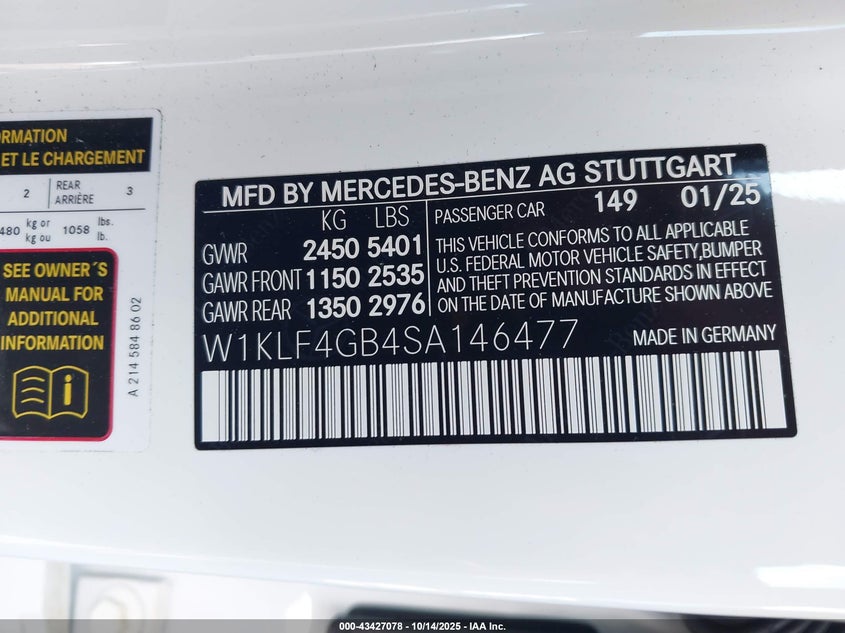 ORMATION
ET LE CHARGEMENT
2 REAR ARRIÈRE 3
480 kg or kg ou 1058 lbs. lb.
SEE OWNER´S
MANUAL FOR
ADDITIONAL
INFORMATION
A 214 584 86 02
MFD BY MERCEDES-BENZ AG STUTTGART
KG LBS
GVWR 2450 5401
GAWR FRONT 1150 2535
GAWR REAR 1350 2976
PASSENGER CAR 149 01/25
THIS VEHICLE CONFORMS TO ALL APPLICABLE
U.S. FEDERAL MOTOR VEHICLE SAFETY,BUMPER
AND THEFT PREVENTION STANDARDS IN EFFECT
ON THE DATE OF MANUFACTURE SHOWN ABOVE
W1KLF4GB4SA146477
MADE IN GERMANY
000-43427078 - 10/14/2025 - IAA Inc.